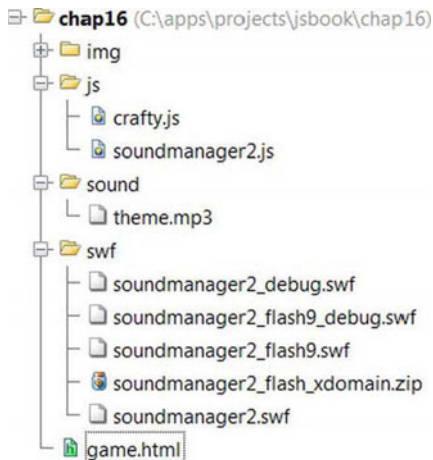 chap16 (C:\apps\projects\jsbook\chap16)
img
js
crafty.js
soundmanager2.js
sound
theme.mp3
swf
soundmanager2_debug.swf
soundmanager2_flash9_debug.swf
soundmanager2_flash9.swf
soundmanager2_flash_xdomain.zip
soundmanager2.swf
game.html